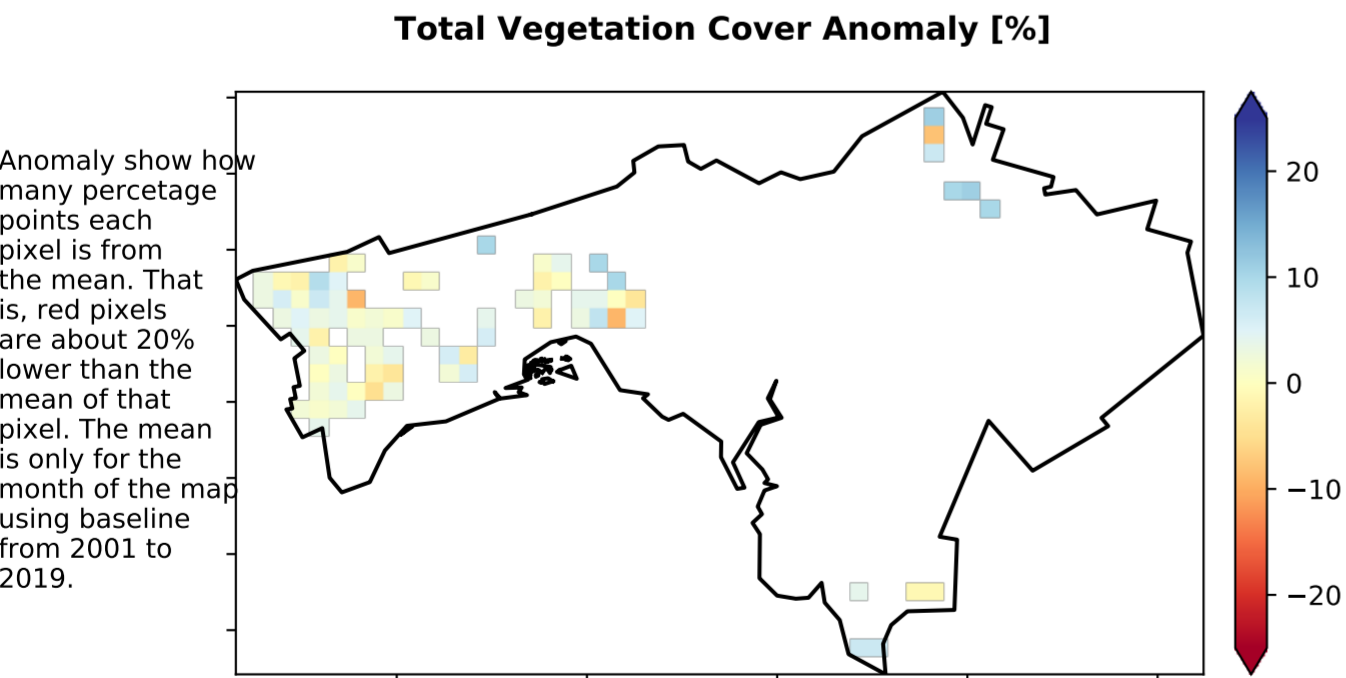 Total Vegetation Cover Anomaly [%]
Anomaly show how
many percetage
points each
pixel is from
the mean. That
is, red pixels
are about 20%
lower than the
mean of that
pixel. The mean
is only for the
month of the map
using baseline
from 2001 to
2019.
20
10
0
−10
−20